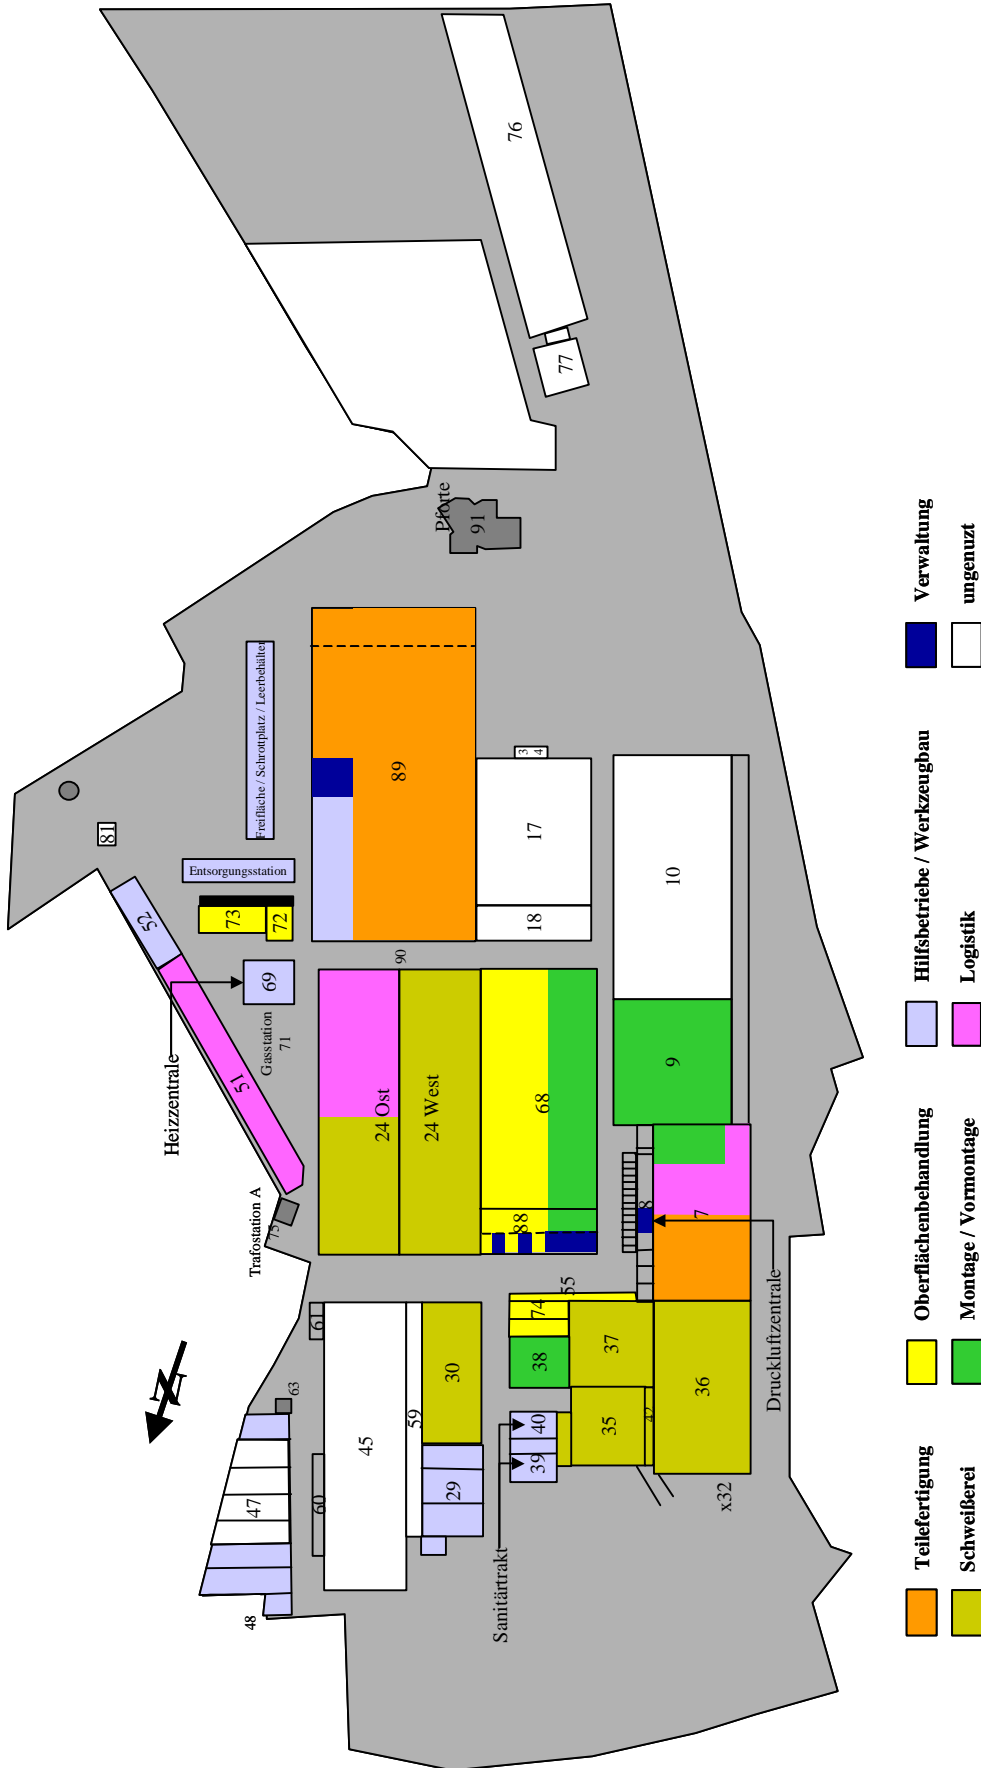 76
77
Pforte
91
Freifläche / Schrottplatz / Leerbehälter
81
89
3
4
17
18
10
Entsorgungsstation
73
72
52
69
90
Heizzentrale
Gasstation
71
51
24 Ost
24 West
68
9
Trafostation A
75
88
8
7
55
74
61
37
38
30
36
Druckluftzentrale
63
59
45
40
39
35
42
47
60
29
x32
Sanitärtrakt
48
N
Teilefertigung
Schweißerei
Oberflächenbehandlung
Montage / Vormontage
Hilfsbetriebe / Werkzeugbau
Logistik
Verwaltung
ungenuzt